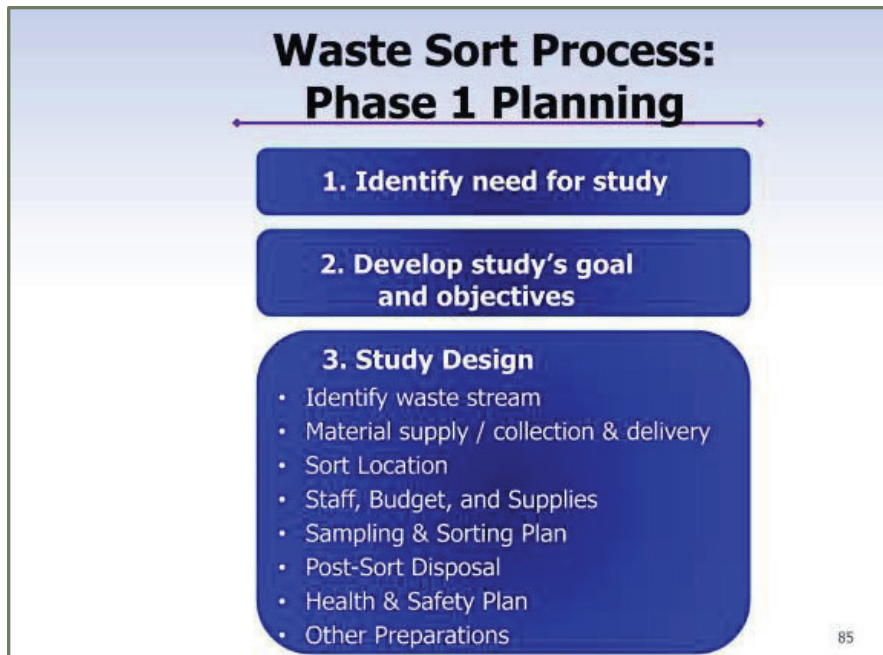 Waste Sort Process:
Phase 1 Planning
1. Identify need for study
2. Develop study's goal
and objectives
3. Study Design
• Identify waste stream
• Material supply / collection & delivery
• Sort Location
• Staff, Budget, and Supplies
• Sampling & Sorting Plan
• Post-Sort Disposal
• Health & Safety Plan
• Other Preparations
85